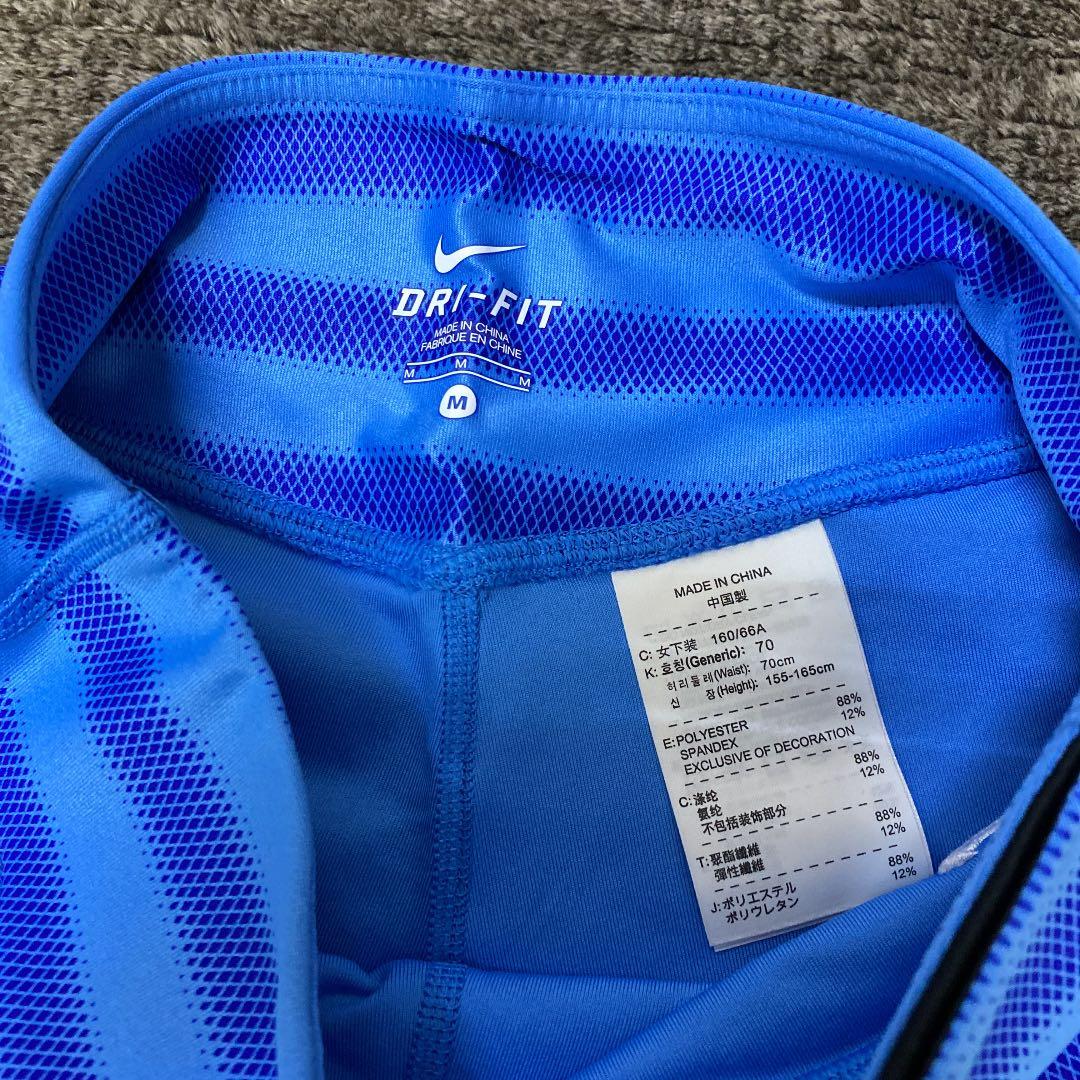 DRI-FIT
MADE IN CHINA
FABRIQUE EN CHINE
M M M
M
MADE IN CHINA
中国製
C: 女下装 160/66A
K: 호칭(Generic): 70
허리둘레(Waist): 70cm
신 장(Height): 155-165cm
E: POLYESTER 88%
SPANDEX 12%
EXCLUSIVE OF DECORATION
C: 涤纶 88%
氨纶 12%
不包括装饰部分
T: 聚酯纖維 88%
彈性纖維 12%
J: ポリエステル 88%
ポリウレタン 12%